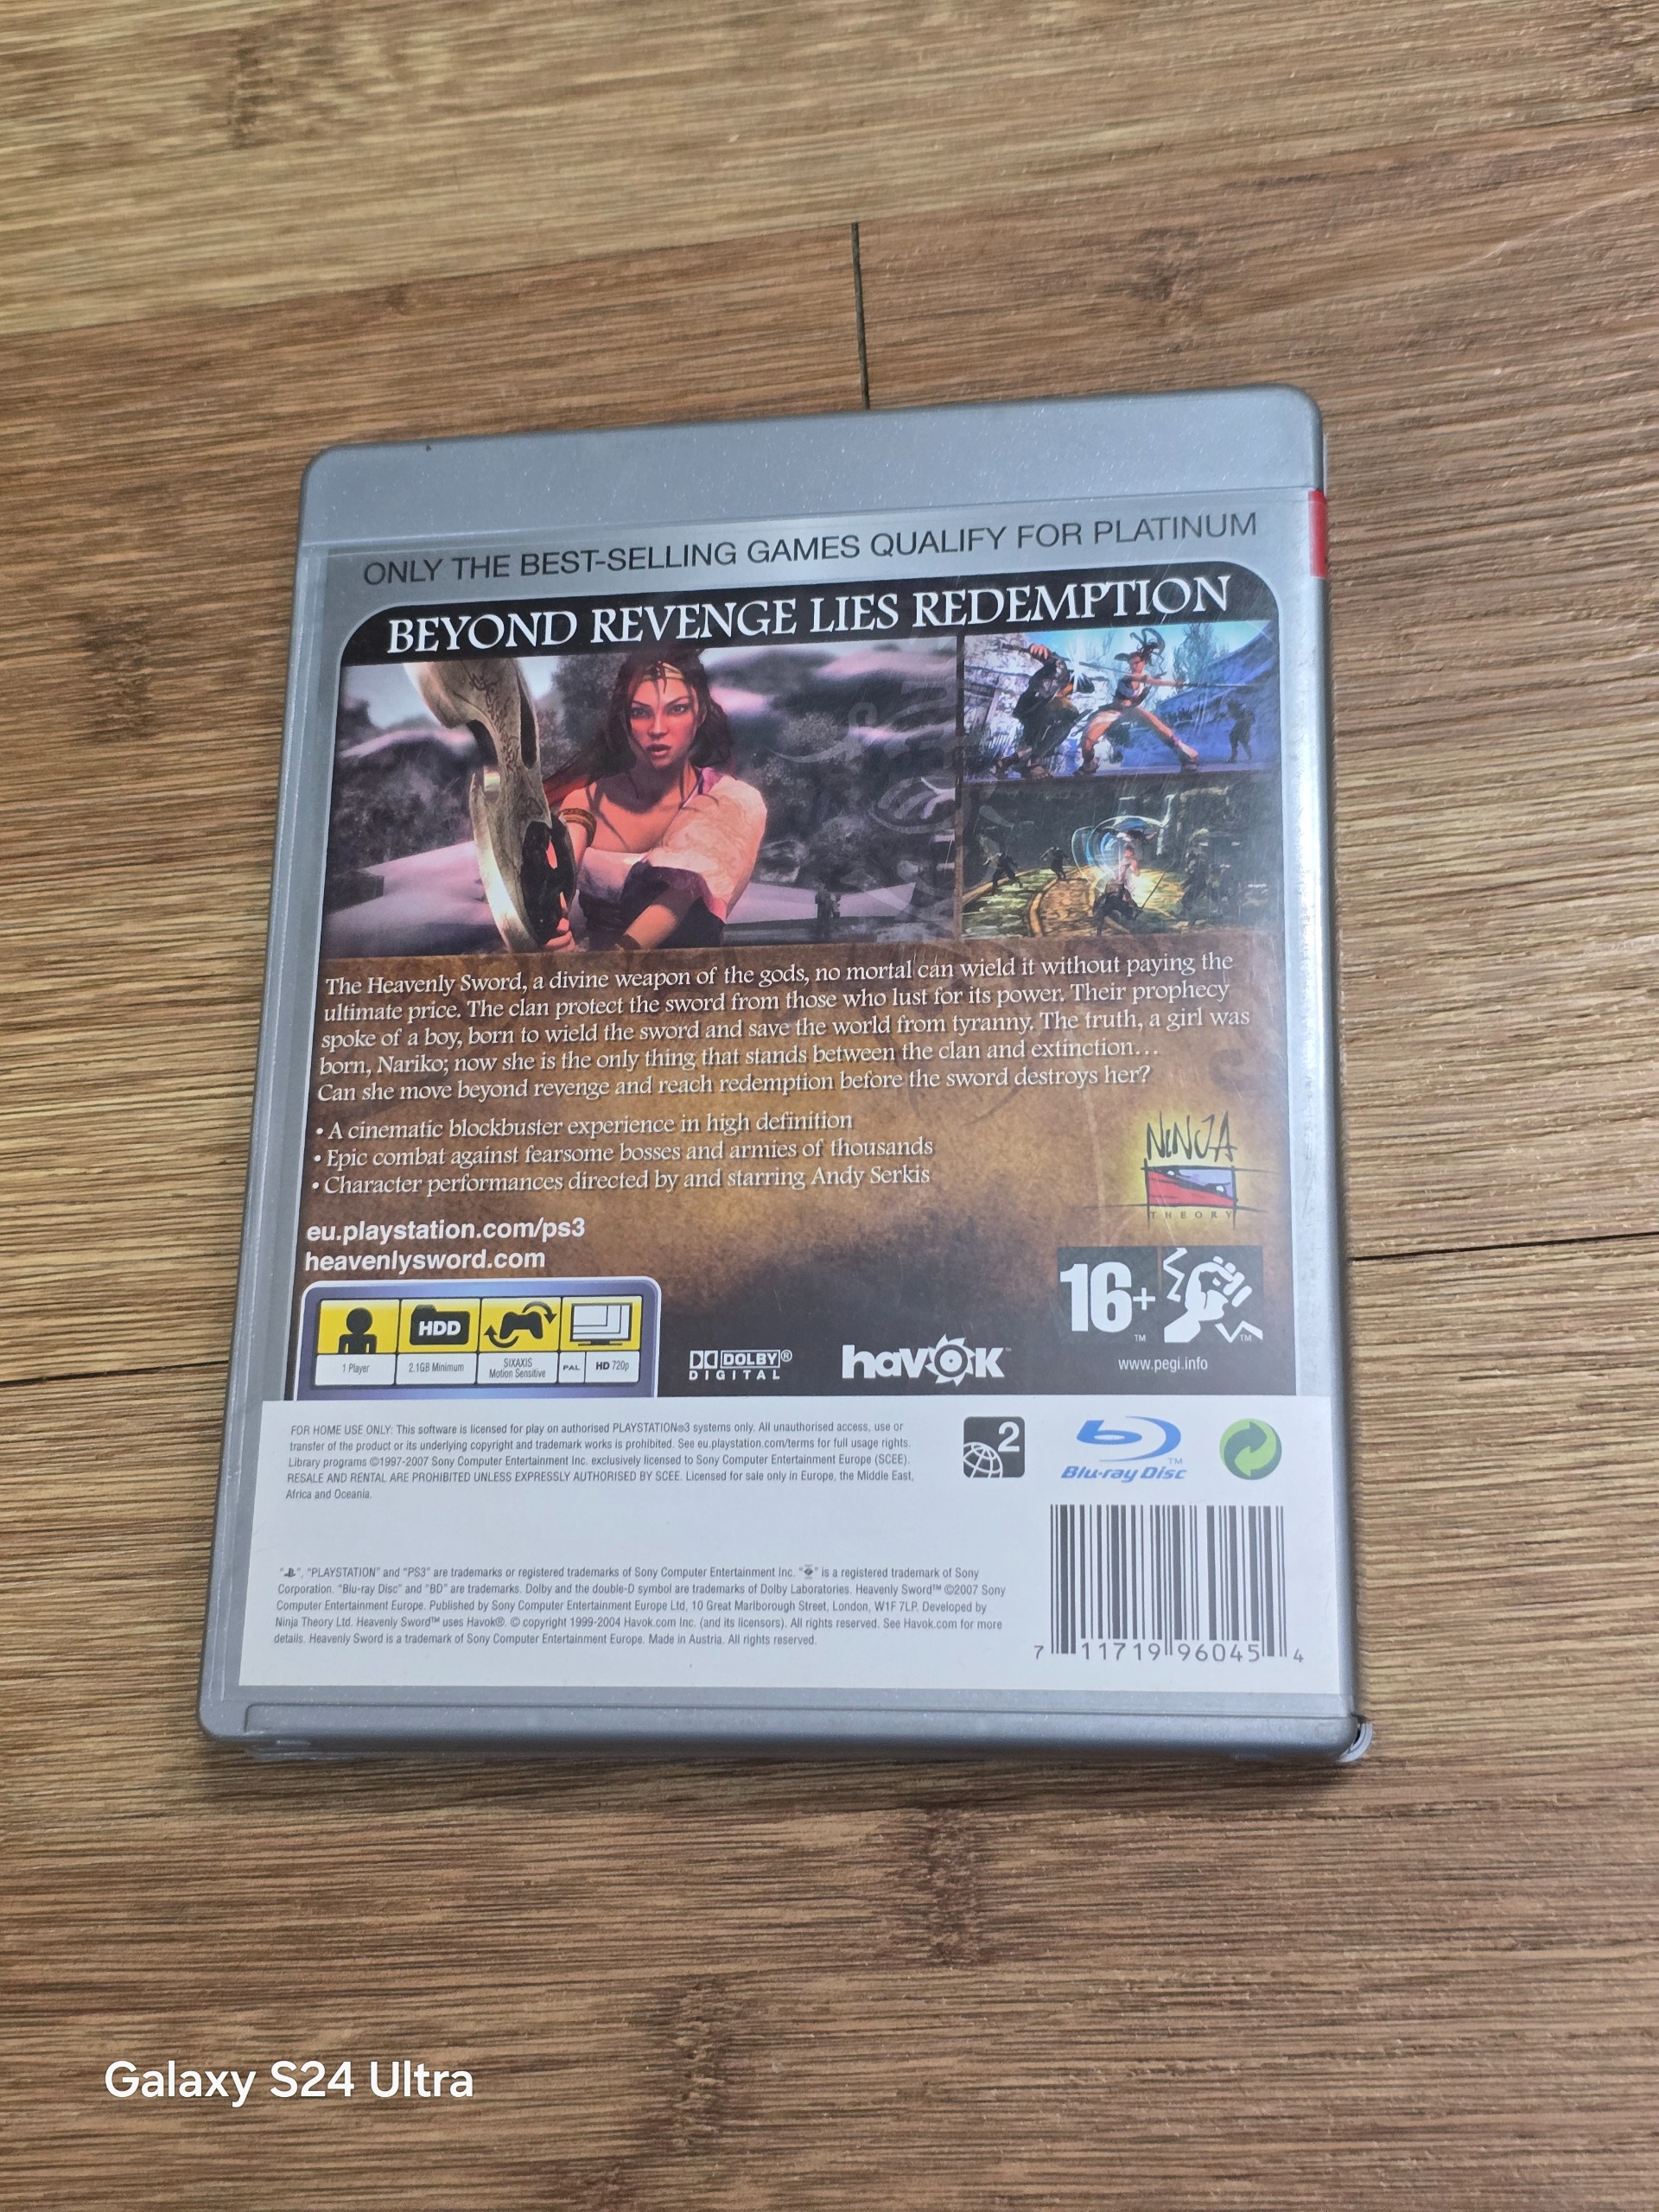 ONLY THE BEST-SELLING GAMES QUALIFY FOR PLATINUM
BEYOND REVENGE LIES REDEMPTION
The Heavenly Sword, a divine weapon of the gods, no mortal can wield it without paying the
ultimate price. The clan protect the sword from those who lust for its power. Their prophecy
spoke of a boy, born to wield the sword and save the world from tyranny. The truth, a girl was
born, Nariko; now she is the only thing that stands between the clan and extinction...
Can she move beyond revenge and reach redemption before the sword destroys her?
• A cinematic blockbuster experience in high definition
• Epic combat against fearsome bosses and armies of thousands
• Character performances directed by and starring Andy Serkis
NINJA
THEORY
eu.playstation.com/ps3
heavenlysword.com
HDD
1 Player
2.1GB Minimum
SIXAXIS
Motion Sensitive
PAL
HD 720p
DOLBY®
DIGITAL
havok™
16+™
™
www.pegi.info
FOR HOME USE ONLY: This software is licensed for play on authorised PLAYSTATION®3 systems only. All unauthorised access, use or
transfer of the product or its underlying copyright and trademark works is prohibited. See eu.playstation.com/terms for full usage rights.
Library programs ©1997-2007 Sony Computer Entertainment Inc. exclusively licensed to Sony Computer Entertainment Europe (SCEE).
RESALE AND RENTAL ARE PROHIBITED UNLESS EXPRESSLY AUTHORISED BY SCEE. Licensed for sale only in Europe, the Middle East,
Africa and Oceania.
2
Blu-ray Disc™
"", "PLAYSTATION" and "PS3" are trademarks or registered trademarks of Sony Computer Entertainment Inc. "" is a registered trademark of Sony
Corporation. "Blu-ray Disc" and "BD" are trademarks. Dolby and the double-D symbol are trademarks of Dolby Laboratories. Heavenly Sword™ ©2007 Sony
Computer Entertainment Europe. Published by Sony Computer Entertainment Europe Ltd, 10 Great Marlborough Street, London, W1F 7LP. Developed by
Ninja Theory Ltd. Heavenly Sword™ uses Havok®. © copyright 1999-2004 Havok.com Inc. (and its licensors). All rights reserved. See Havok.com for more
details. Heavenly Sword is a trademark of Sony Computer Entertainment Europe. Made in Austria. All rights reserved.
7 11719 96045 4
Galaxy S24 Ultra